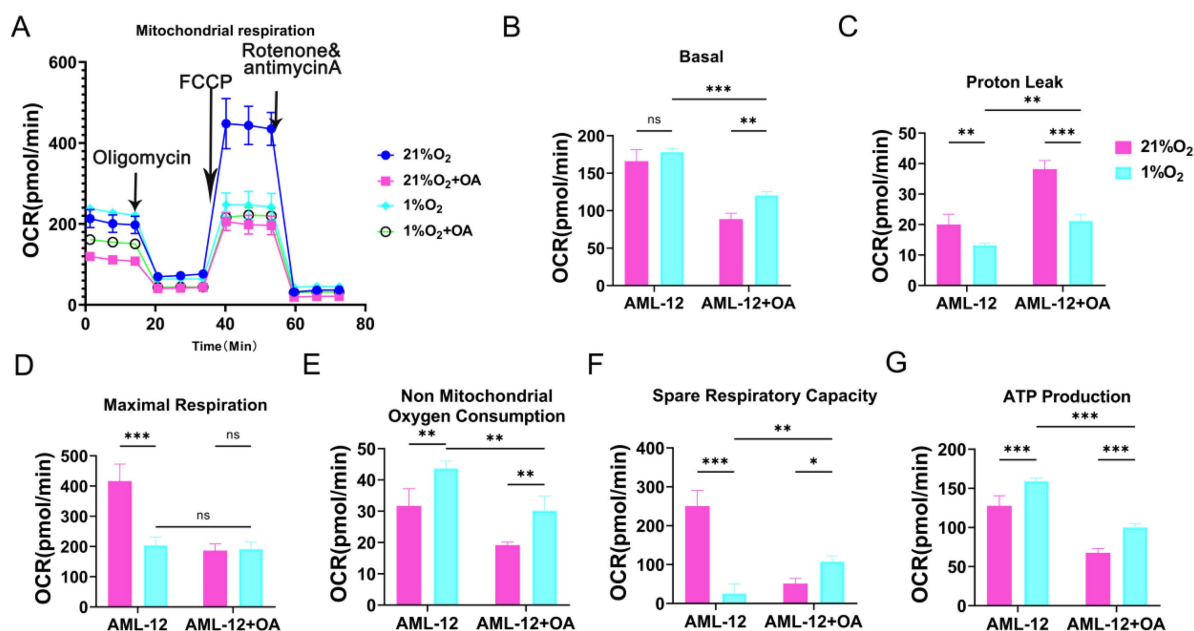 A
Mitochondrial respiration
OCR(pmol/min)
600
400
200
0
0
20
40
60
80
Time(Min)
Oligomycin
FCCP
Rotenone&
antimycinA
21%O₂
21%O₂+OA
1%O₂
1%O₂+OA
B
Basal
OCR(pmol/min)
200
150
100
50
0
ns
***
**
AML-12
AML-12+OA
C
Proton Leak
OCR(pmol/min)
50
40
30
20
10
0
**
**
***
AML-12
AML-12+OA
21%O₂
1%O₂
D
Maximal Respiration
OCR(pmol/min)
500
400
300
200
100
0
***
ns
ns
AML-12
AML-12+OA
E
Non Mitochondrial
Oxygen Consumption
OCR(pmol/min)
50
40
30
20
10
0
**
**
**
AML-12
AML-12+OA
F
Spare Respiratory Capacity
OCR(pmol/min)
400
300
200
100
0
***
**
*
AML-12
AML-12+OA
G
ATP Production
OCR(pmol/min)
200
150
100
50
0
***
***
***
AML-12
AML-12+OA